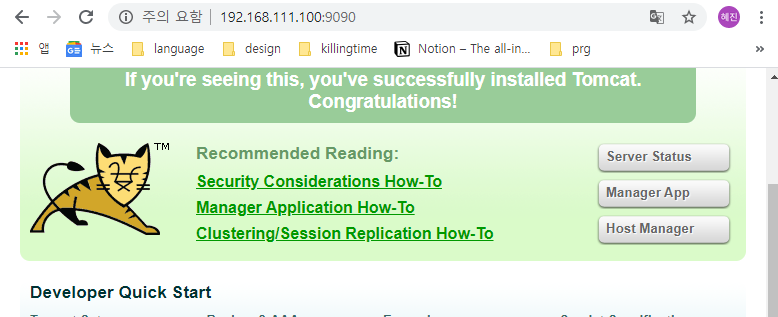 주의 요함 192.168.111.100:9090 혜진
앱 뉴스 language design killingtime Notion – The all-in... prg »
If you're seeing this, you've successfully installed Tomcat.
Congratulations!
TM
Recommended Reading:
Security Considerations How-To
Manager Application How-To
Clustering/Session Replication How-To
Server Status
Manager App
Host Manager
Developer Quick Start